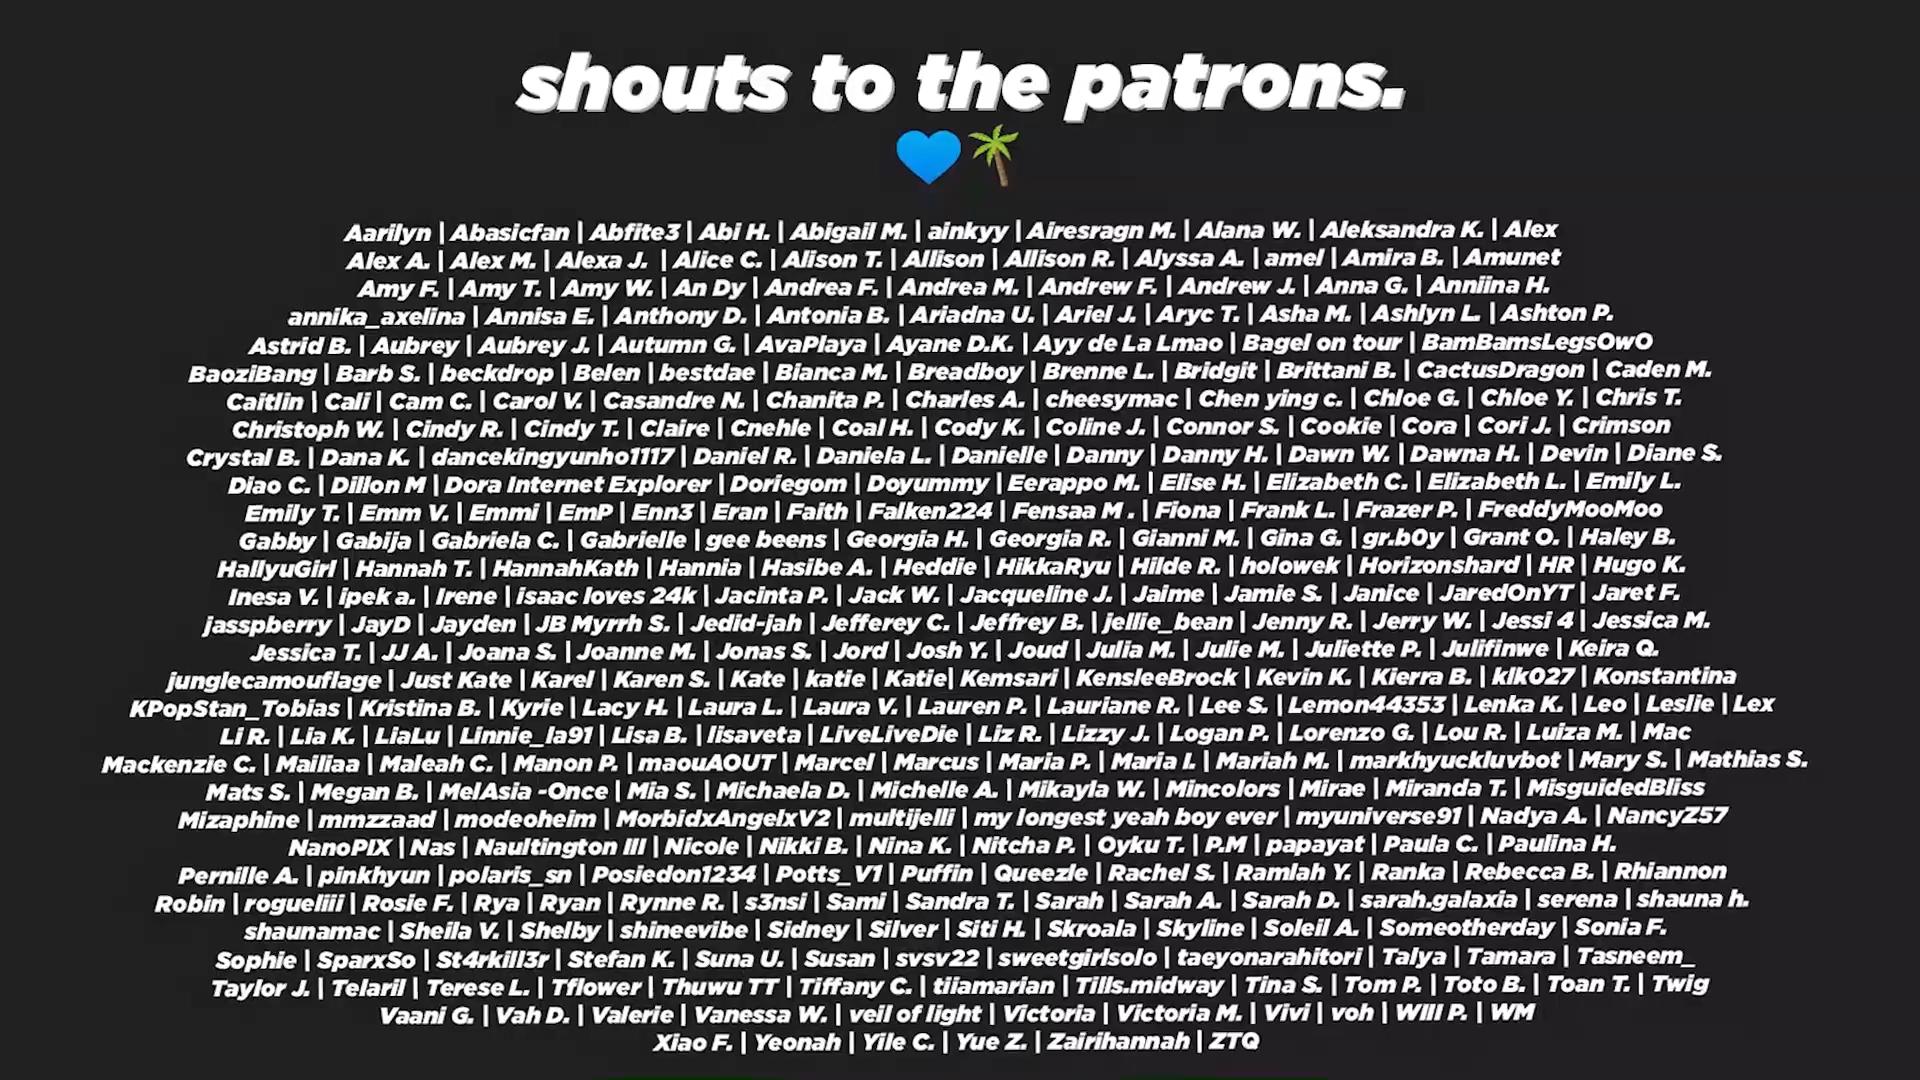 shouts to the patrons.
💙🌴
Aarilyn | Abasicfan | Abfite3 | Abi H. | Abigail M. | ainkyy | Airesragn M. | Alana W. | Aleksandra K. | Alex
Alex A. | Alex M. | Alexa J. | Alice C. | Alison T. | Allison | Allison R. | Alyssa A. | amel | Amira B. | Amunet
Amy F. | Amy T. | Amy W. | An Dy | Andrea F. | Andrea M. | Andrew F. | Andrew J. | Anna G. | Anniina H.
annika_axelina | Annisa E. | Anthony D. | Antonia B. | Ariadna U. | Ariel J. | Aryc T. | Asha M. | Ashlyn L. | Ashton P.
Astrid B. | Aubrey | Aubrey J. | Autumn G. | AvaPlaya | Ayane D.K. | Ayy de La Lmao | Bagel on tour | BamBamsLegsOwO
BaoziBang | Barb S. | beckdrop | Belen | bestdae | Bianca M. | Breadboy | Brenne L. | Bridgit | Brittani B. | CactusDragon | Caden M.
Caitlin \ Cali | Cam C. | Carol V. | Casandre N. | Chanita P. | Charles A. | cheesymac | Chen ying c. | Chloe G. | Chloe Y. | Chris T.
Christoph W. | Cindy R. | Cindy T. | Claire | Cnehle | Coal H. | Cody K. | Coline J. | Connor S. | Cookie | Cora | Cori J. | Crimson
Crystal B. | Dana K. | dancekingyunho1117 | Daniel R. | Daniela L. | Danielle | Danny | Danny H. | Dawn W. | Dawna H. | Devin | Diane S.
Diao C. | Dillon M | Dora Internet Explorer | Doriegom | Doyummy | Eerappo M. | Elise H. | Elizabeth C. | Elizabeth L. | Emily L.
Emily T. | Emm V. | Emmi | EmP | Enn3 | Eran | Faith | Falken224 | Fensaa M . | Fiona | Frank L. | Frazer P. | FreddyMooMoo
Gabby | Gabija | Gabriela C. | Gabrielle | gee beens | Georgia H. | Georgia R. | Gianni M. | Gina G. | gr.b0y | Grant O. | Haley B.
HallyuGirl | Hannah T. | HannahKath | Hannia | Hasibe A. | Heddie | HikkaRyu | Hilde R. | holowek | Horizonshard | HR | Hugo K.
Inesa V. | ipek a. | Irene | isaac loves 24k | Jacinta P. | Jack W. | Jacqueline J. | Jaime | Jamie S. | Janice | JaredOnYT | Jaret F.
jasspberry | JayD | Jayden | JB Myrrh S. | Jedid-jah | Jefferey C. | Jeffrey B. | jellie_bean | Jenny R. | Jerry W. | Jessi 4 | Jessica M.
Jessica T. | JJ A. | Joana S. | Joanne M. | Jonas S. | Jord | Josh Y. | Joud | Julia M. | Julie M. | Juliette P. | Julifinwe | Keira Q.
junglecamouflage | Just Kate | Karel | Karen S. | Kate | katie | Katie| Kemsari | KensleeBrock | Kevin K. | Kierra B. | klk027 | Konstantina
KPopStan_Tobias | Kristina B. | Kyrie | Lacy H. | Laura L. | Laura V. | Lauren P. | Lauriane R. | Lee S. | Lemon44353 | Lenka K. | Leo | Leslie | Lex
Li R. | Lia K. | LiaLu | Linnie_la91 | Lisa B. | lisaveta | LiveLiveDie | Liz R. | Lizzy J. | Logan P. | Lorenzo G. | Lou R. | Luiza M. | Mac
Mackenzie C. | Mailiaa | Maleah C. | Manon P. | maouAOUT | Marcel | Marcus | Maria P. | Maria I. | Mariah M. | markhyuckluvbot | Mary S. | Mathias S.
Mats S. | Megan B. | MelAsia -Once | Mia S. | Michaela D. | Michelle A. | Mikayla W. | Mincolors | Mirae | Miranda T. | MisguidedBliss
Mizaphine | mmzzaad | modeoheim | MorbidxAngelxV2 | multijelli | my longest yeah boy ever | myuniverse91 | Nadya A. | NancyZ57
NanoPIX | Nas | Naultington III | Nicole | Nikki B. | Nina K. | Nitcha P. | Oyku T. | P.M | papayat | Paula C. | Paulina H.
Pernille A. | pinkhyun | polaris_sn | Posiedon1234 | Potts_V1 | Puffin | Queezle | Rachel S. | Ramlah Y. | Ranka | Rebecca B. | Rhiannon
Robin | rogueliii | Rosie F. | Rya | Ryan | Rynne R. | s3nsi | Sami | Sandra T. | Sarah | Sarah A. | Sarah D. | sarah.galaxia | serena | shauna h.
shaunamac | Sheila V. | Shelby | shineevibe | Sidney | Silver | Siti H. | Skroala | Skyline | Soleil A. | Someotherday | Sonia F.
Sophie | SparxSo | St4rkill3r | Stefan K. | Suna U. | Susan | svsv22 | sweetgirlsolo | taeyonarahitori | Talya | Tamara | Tasneem_
Taylor J. | Telaril | Terese L. | Tflower | Thuwu TT | Tiffany C. | tiiamarian | Tills.midway | Tina S. | Tom P. | Toto B. | Toan T. | Twig
Vaani G. | Vah D. | Valerie | Vanessa W. | veil of light | Victoria | Victoria M. | Vivi | voh | Will P. | WM
Xiao F. | Yeonah | Yile C. | Yue Z. | Zairihannah | ZTQ